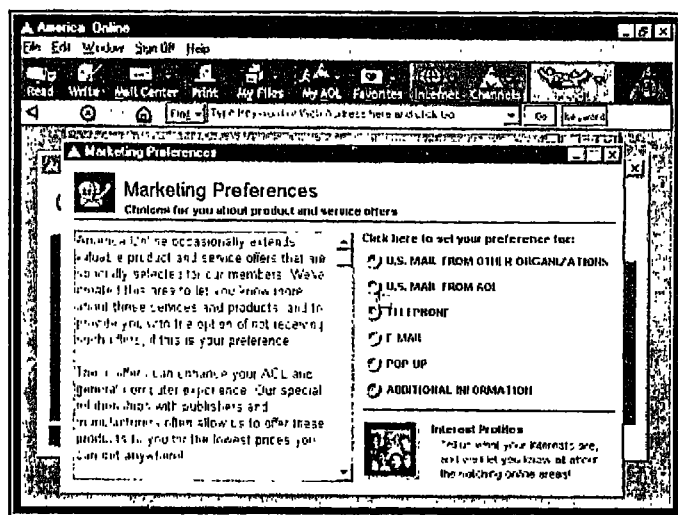 America Online
File Edit Window Sign Off Help
Read Write Mail Center Print My Files My AOL Favorites Internet Channels
Find Type Keyword or Web Address here and click Go Go Keyword
Marketing Preferences
Marketing Preferences
Choices for you about product and service offers
America Online occasionally extends
valuable product and service offers that are
specially selected for our members. We've
created this area to let you know more
about these services and products, and to
provide you with the option of not receiving
such offers, if this is your preference.
These offers can enhance your AOL and
general computer experience. Our special
relationships with publishers and
manufacturers often allow us to offer these
products to you for the lowest prices you
can get anywhere!
Click here to set your preference for:
U.S. MAIL FROM OTHER ORGANIZATIONS
U.S. MAIL FROM AOL
TELEPHONE
E-MAIL
POP UP
ADDITIONAL INFORMATION
Interest Profiles
Tell us what your interests are,
and we'll let you know all about
the matching online areas!